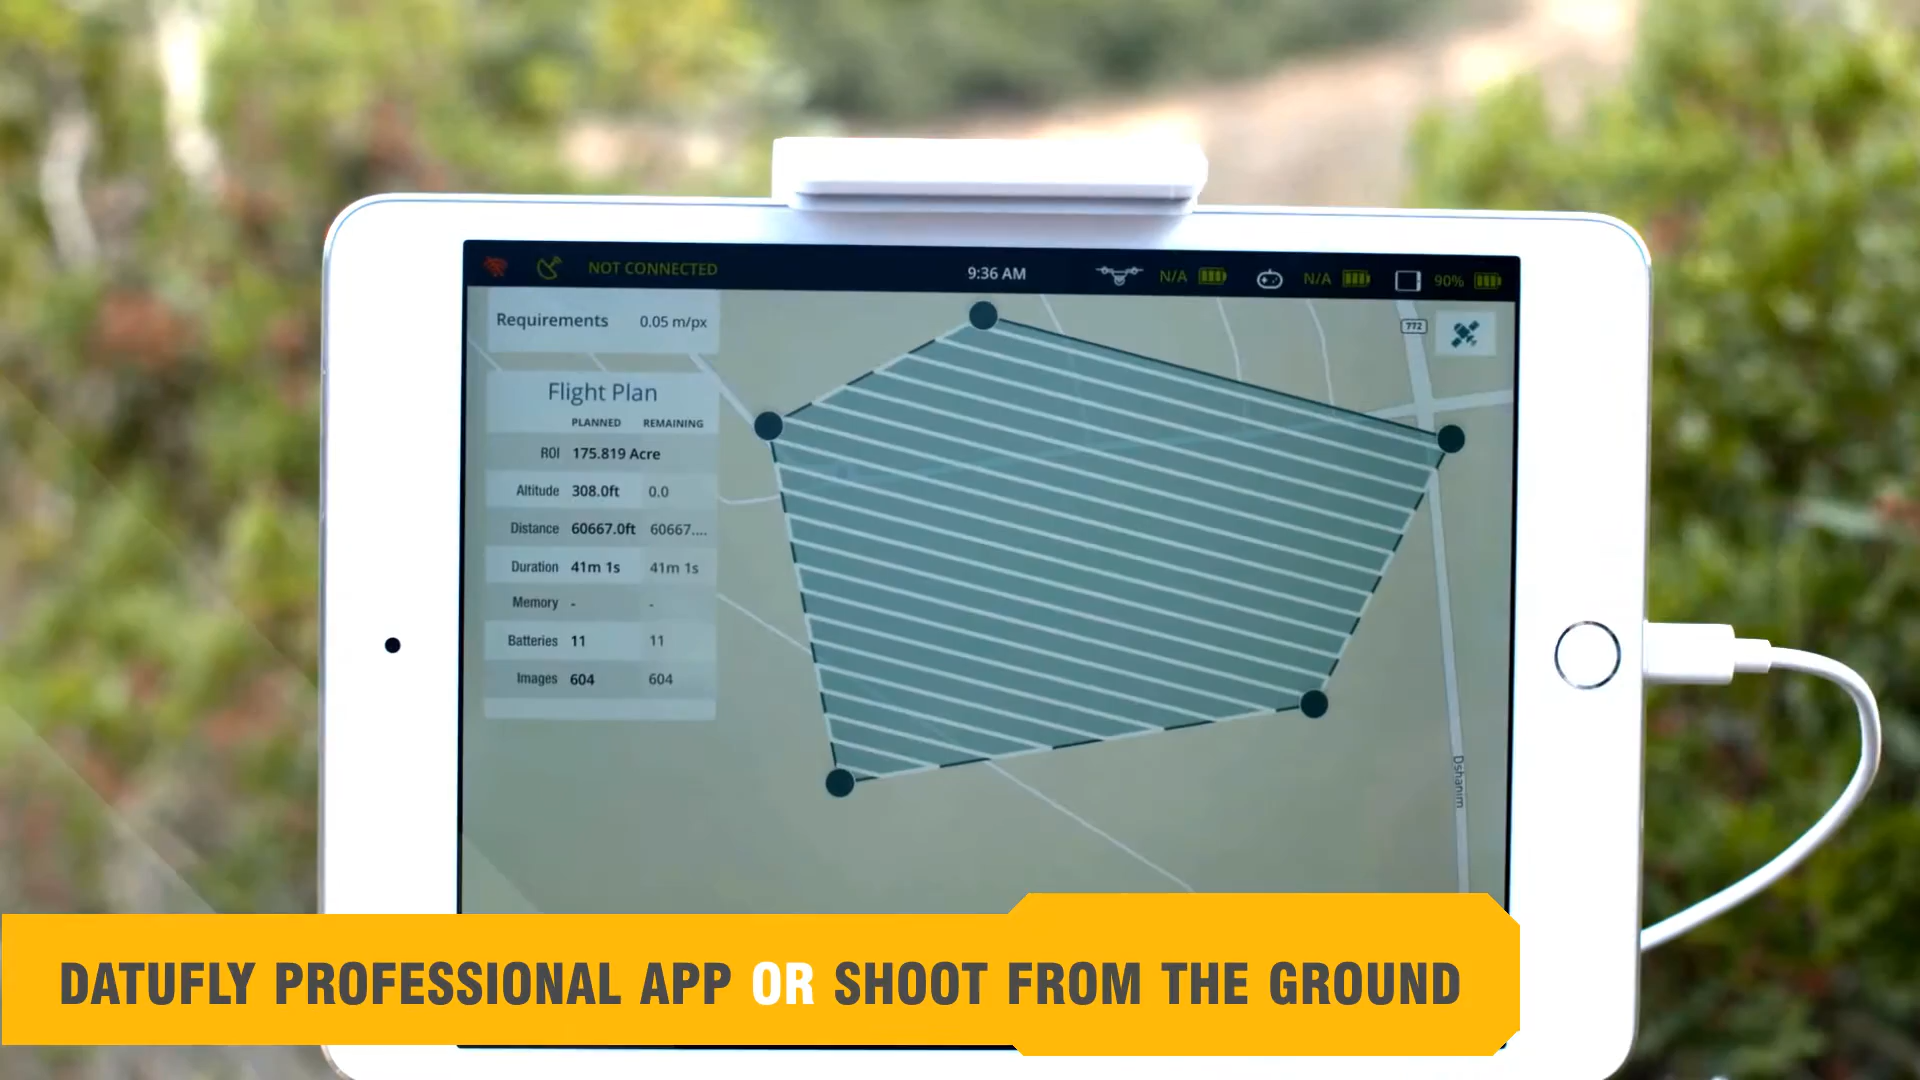 NOT CONNECTED 9:36 AM N/A N/A 90%
Requirements 0.05 m/px
772
Flight Plan
PLANNED REMAINING
ROI 175.819 Acre
Altitude 308.0ft 0.0
Distance 60667.0ft 60667....
Duration 41m 1s 41m 1s
Memory - -
Batteries 11 11
Images 604 604
Dshanim
DATUFLY PROFESSIONAL APP OR SHOOT FROM THE GROUND